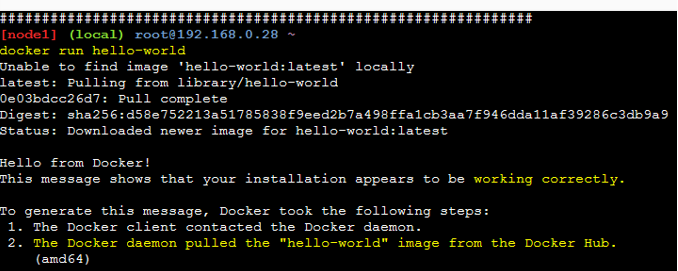 ####################################################################
[node1] (local) root@192.168.0.28 ~
docker run hello-world
Unable to find image 'hello-world:latest' locally
latest: Pulling from library/hello-world
0e03bdcc26d7: Pull complete
Digest: sha256:d58e752213a51785838f9eed2b7a498ffa1cb3aa7f946dda11af39286c3db9a9
Status: Downloaded newer image for hello-world:latest
Hello from Docker!
This message shows that your installation appears to be working correctly.
To generate this message, Docker took the following steps:
1. The Docker client contacted the Docker daemon.
2. The Docker daemon pulled the "hello-world" image from the Docker Hub.
(amd64)